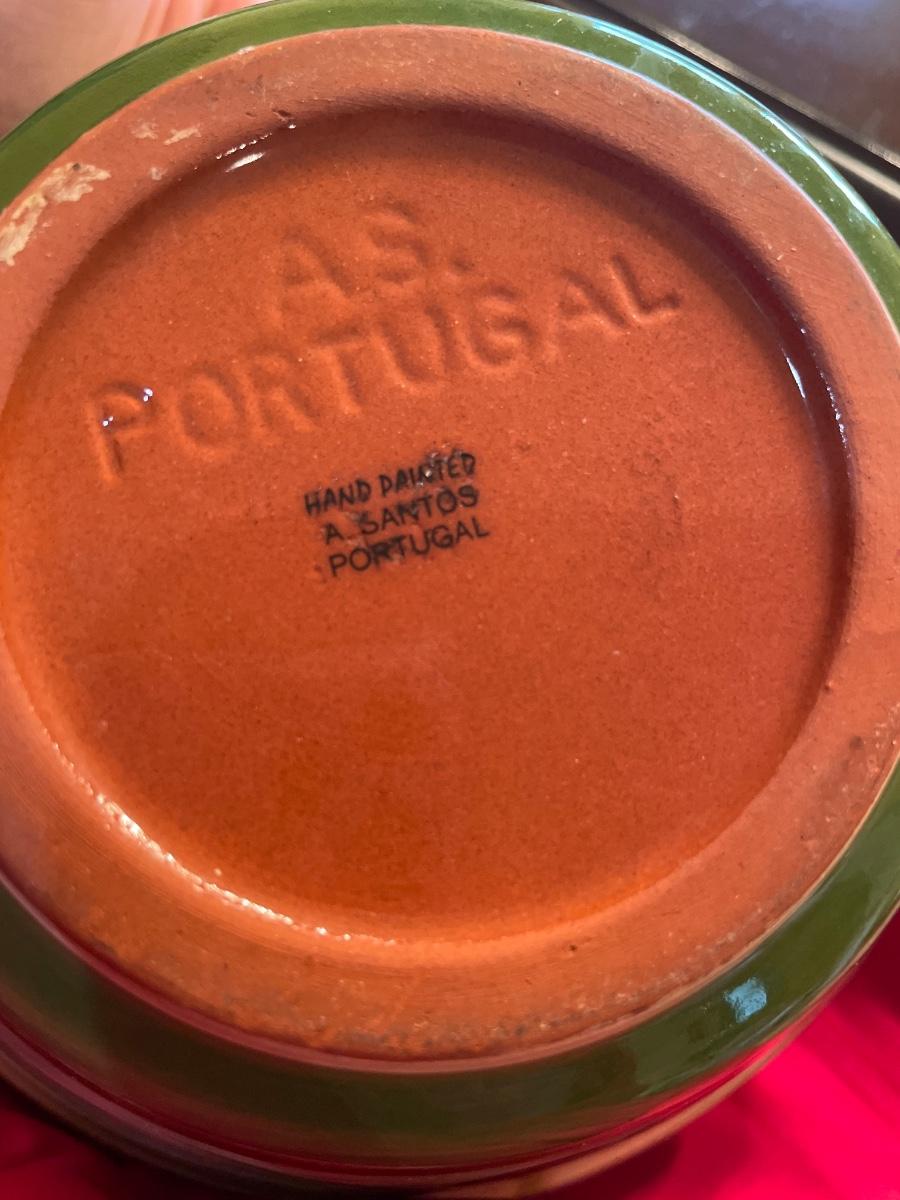 A.S.
PORTUGAL
HAND PAINTED
A. SANTOS
PORTUGAL